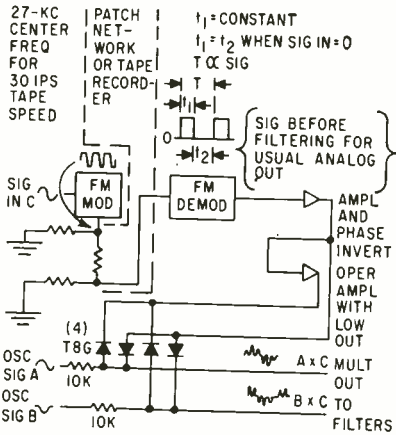 27-KC
CENTER
FREQ
FOR
30 IPS
TAPE
SPEED
PATCH
NET-
WORK
OR TAPE
RECORD-
ER
t₁ = CONSTANT
t₁ = t₂ WHEN SIG IN = 0
T ∝ SIG
T
t₁
0
t₂
SIG BEFORE
FILTERING FOR
USUAL ANALOG
OUT
SIG
IN C
FM
MOD
FM
DEMOD
AMPL
AND
PHASE
INVERT
OPER
AMPL
WITH
LOW
OUT
(4)
T8G
OSC
SIG A
10K
A x C MULT
OUT
OSC
SIG B
10K
B x C TO
FILTERS